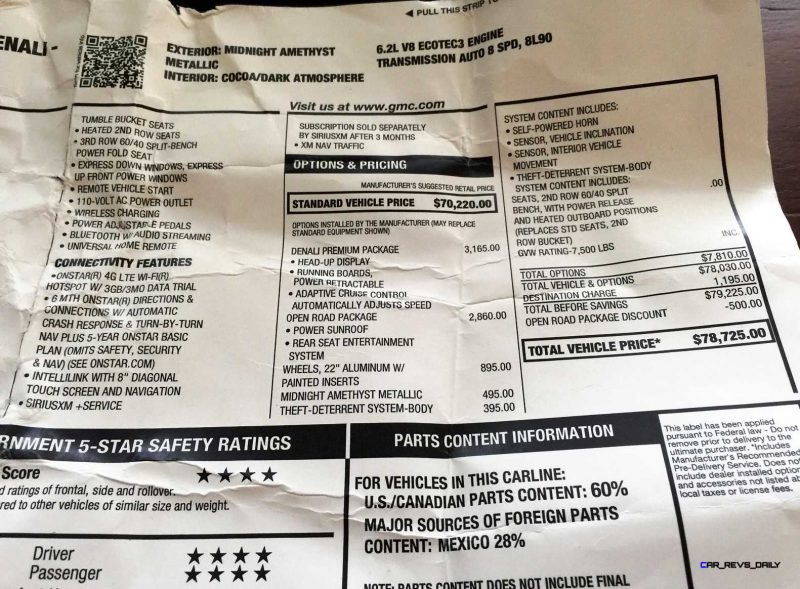 ◄ PULL THIS STRIP TO
ENALI -
EXTERIOR: MIDNIGHT AMETHYST
METALLIC
INTERIOR: COCOA/DARK ATMOSPHERE
6.2L V8 ECOTEC3 ENGINE
TRANSMISSION AUTO 8 SPD, 8L90
Visit us at www.gmc.com
TUMBLE BUCKET SEATS
• HEATED 2ND ROW SEATS
• 3RD ROW 60/40 SPLIT-BENCH
POWER FOLD SEAT
• EXPRESS DOWN WINDOWS, EXPRESS
UP FRONT POWER WINDOWS
• REMOTE VEHICLE START
• 110-VOLT AC POWER OUTLET
• WIRELESS CHARGING
• POWER ADJUSTABLE PEDALS
• BLUETOOTH W/ AUDIO STREAMING
• UNIVERSAL HOME REMOTE
CONNECTIVITY FEATURES
• ONSTAR(R) 4G LTE WI-FI(R)
HOTSPOT W/ 3GB/3MO DATA TRIAL
• 6 MTH ONSTAR(R) DIRECTIONS &
CONNECTIONS W/ AUTOMATIC
CRASH RESPONSE & TURN-BY-TURN
NAV PLUS 5-YEAR ONSTAR BASIC
PLAN (OMITS SAFETY, SECURITY
& NAV) (SEE ONSTAR.COM)
• INTELLILINK WITH 8" DIAGONAL
TOUCH SCREEN AND NAVIGATION
• SIRIUSXM +SERVICE
SUBSCRIPTION SOLD SEPARATELY
BY SIRIUSXM AFTER 3 MONTHS
• XM NAV TRAFFIC
OPTIONS & PRICING
MANUFACTURER'S SUGGESTED RETAIL PRICE
STANDARD VEHICLE PRICE $70,220.00
OPTIONS INSTALLED BY THE MANUFACTURER (MAY REPLACE
STANDARD EQUIPMENT SHOWN)
DENALI PREMIUM PACKAGE 3,165.00
• HEAD-UP DISPLAY
• RUNNING BOARDS,
POWER RETRACTABLE
• ADAPTIVE CRUISE CONTROL
AUTOMATICALLY ADJUSTS SPEED
OPEN ROAD PACKAGE 2,860.00
• POWER SUNROOF
• REAR SEAT ENTERTAINMENT
SYSTEM
WHEELS, 22" ALUMINUM W/ 895.00
PAINTED INSERTS
MIDNIGHT AMETHYST METALLIC 495.00
THEFT-DETERRENT SYSTEM-BODY 395.00
SYSTEM CONTENT INCLUDES:
• SELF-POWERED HORN
• SENSOR, VEHICLE INCLINATION
• SENSOR, INTERIOR VEHICLE
MOVEMENT
• THEFT-DETERRENT SYSTEM-BODY
SYSTEM CONTENT INCLUDES: .00
SEATS, 2ND ROW 60/40 SPLIT
BENCH, WITH POWER RELEASE
AND HEATED OUTBOARD POSITIONS
(REPLACES STD SEATS, 2ND
ROW BUCKET)
GVW RATING-7,500 LBS INC.
TOTAL OPTIONS $7,810.00
TOTAL VEHICLE & OPTIONS $78,030.00
DESTINATION CHARGE 1,195.00
TOTAL BEFORE SAVINGS $79,225.00
OPEN ROAD PACKAGE DISCOUNT -500.00
TOTAL VEHICLE PRICE* $78,725.00
RNMENT 5-STAR SAFETY RATINGS
Score ★★★★
d ratings of frontal, side and rollover.
red to other vehicles of similar size and weight.
Driver ★★★★
Passenger ★★★★
PARTS CONTENT INFORMATION
FOR VEHICLES IN THIS CARLINE:
U.S./CANADIAN PARTS CONTENT: 60%
MAJOR SOURCES OF FOREIGN PARTS
CONTENT: MEXICO 28%
NOTE: PARTS CONTENT DOES NOT INCLUDE FINAL
This label has been applied
pursuant to Federal law - Do not
remove prior to delivery to the
ultimate purchaser. *Includes
Manufacturer's Recommended
Pre-Delivery Service. Does not
include dealer installed option
and accessories not listed ab
local taxes or license fees.
CAR_REVS_DAILY